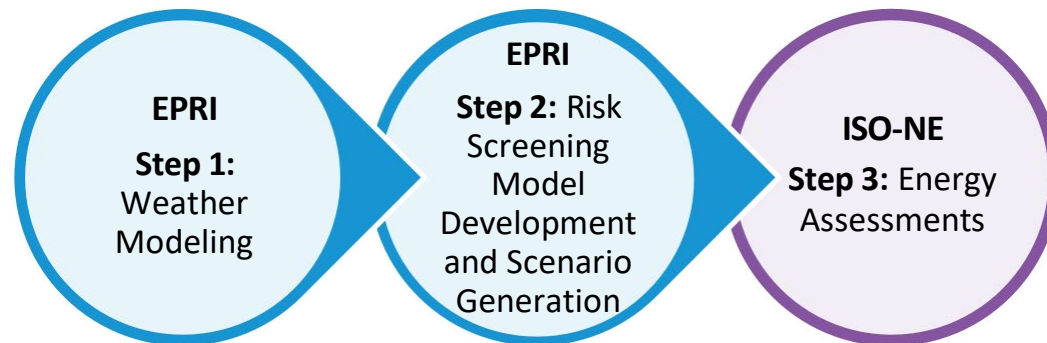 EPRI
Step 1:
Weather
Modeling
EPRI
Step 2: Risk
Screening
Model
Development
and Scenario
Generation
ISO-NE
Step 3: Energy
Assessments